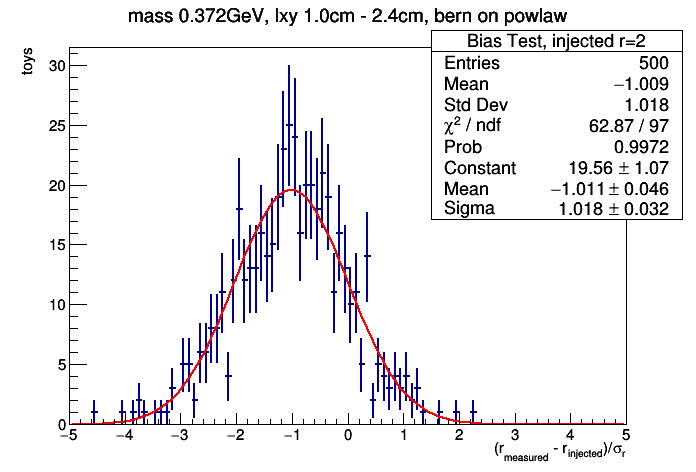 mass 0.372GeV, lxy 1.0cm - 2.4cm, bern on powlaw
Bias Test, injected r=2
Entries 500
Mean −1.009
Std Dev 1.018
χ² / ndf 62.87 / 97
Prob 0.9972
Constant 19.56 ± 1.07
Mean −1.011 ± 0.046
Sigma 1.018 ± 0.032
toys
30
25
20
15
10
5
0
−5 −4 −3 −2 −1 0 1 2 3 4 5
(r_measured - r_injected)/σ_r